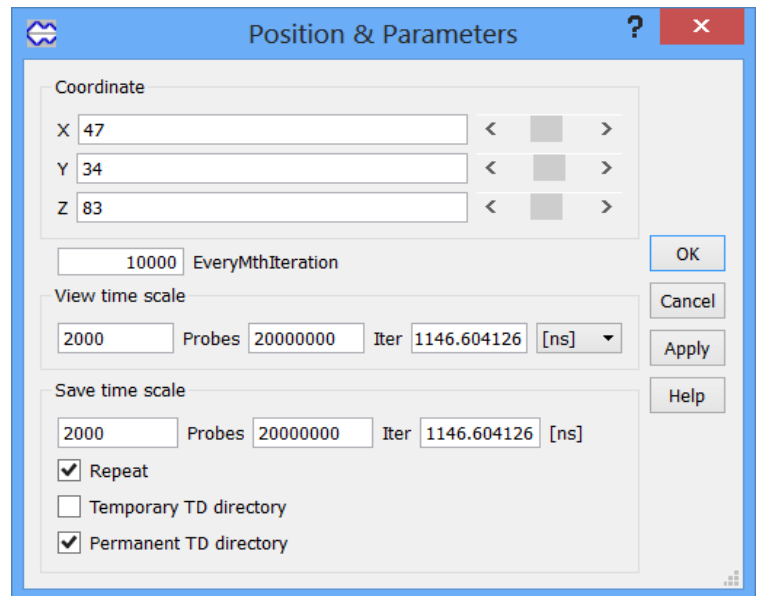 Position & Parameters ?
Coordinate
X 47
Y 34
Z 83
10000 EveryMthIteration
OK
View time scale
Cancel
2000 Probes 20000000 Iter 1146.604126 [ns]
Apply
Save time scale
Help
2000 Probes 20000000 Iter 1146.604126 [ns]
Repeat
Temporary TD directory
Permanent TD directory